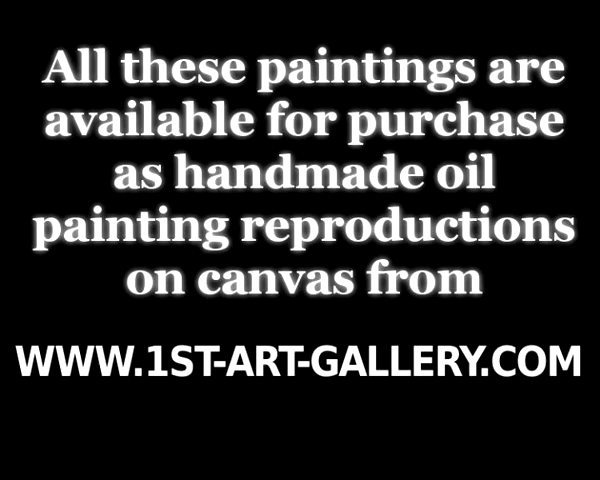 All these paintings are
available for purchase
as handmade oil
painting reproductions
on canvas from
WWW.1ST-ART-GALLERY.COM